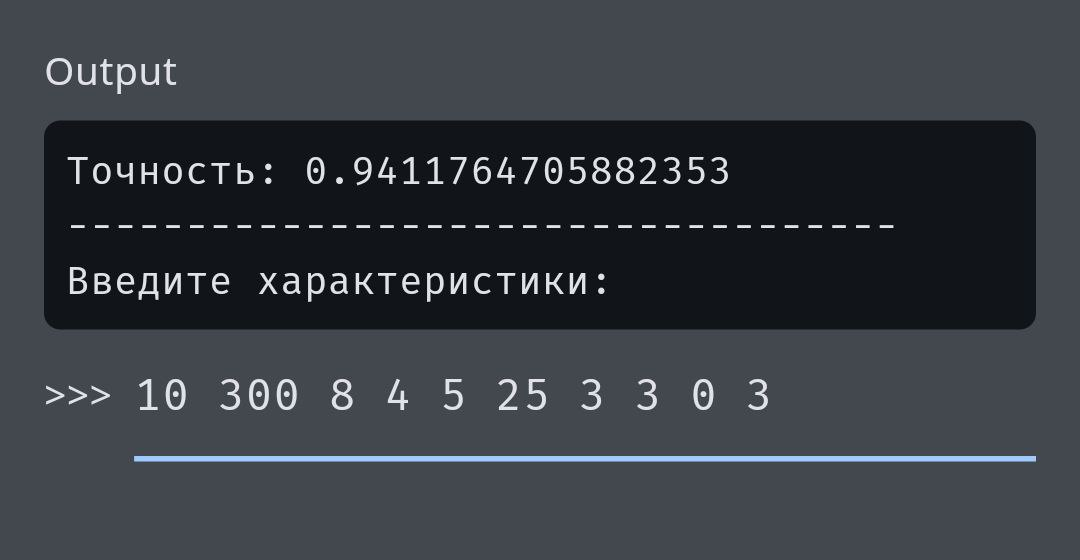 Output
Точность: 0.9411764705882353
-----------------------------------
Введите характеристики:
>>> 10 300 8 4 5 25 3 3 0 3